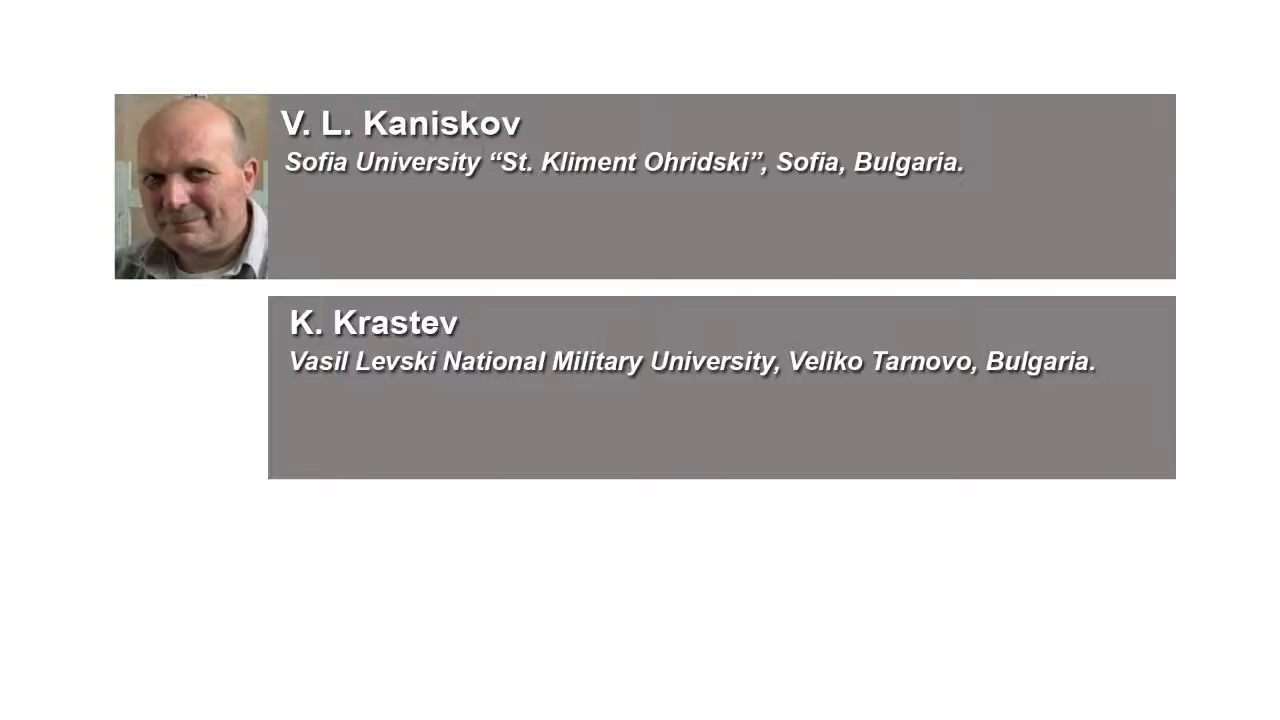 V. L. Kaniskov
Sofia University “St. Kliment Ohridski”, Sofia, Bulgaria.
K. Krastev
Vasil Levski National Military University, Veliko Tarnovo, Bulgaria.